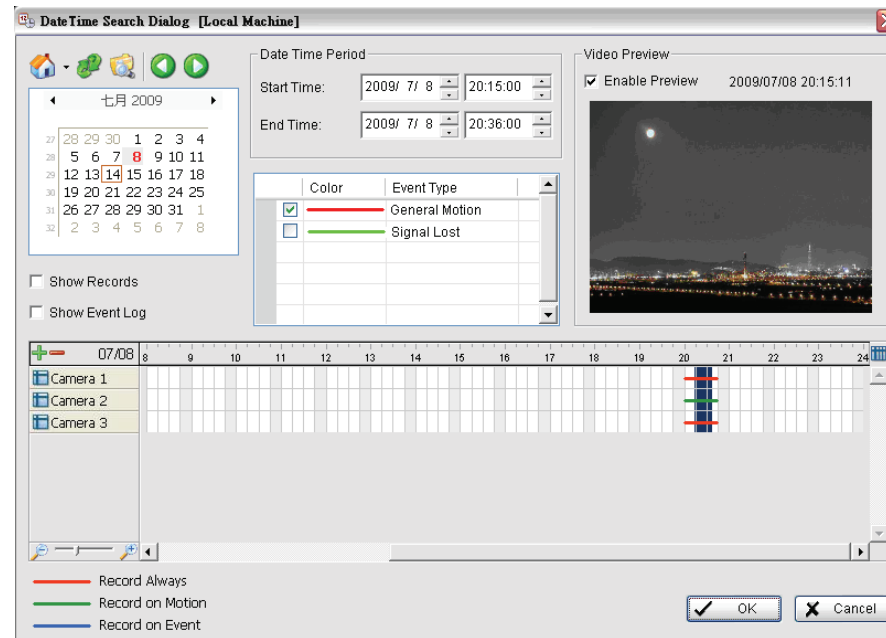 DateTime Search Dialog [Local Machine]
七月 2009
27 28 29 30 1 2 3 4
28 5 6 7 8 9 10 11
29 12 13 14 15 16 17 18
30 19 20 21 22 23 24 25
31 26 27 28 29 30 31 1
32 2 3 4 5 6 7 8
Show Records
Show Event Log
Date Time Period
Start Time: 2009/ 7/ 8 20:15:00
End Time: 2009/ 7/ 8 20:36:00
Color Event Type
General Motion
Signal Lost
Video Preview
Enable Preview 2009/07/08 20:15:11
07/08 8 9 10 11 12 13 14 15 16 17 18 19 20 21 22 23 24
Camera 1
Camera 2
Camera 3
Record Always
Record on Motion
Record on Event
OK Cancel